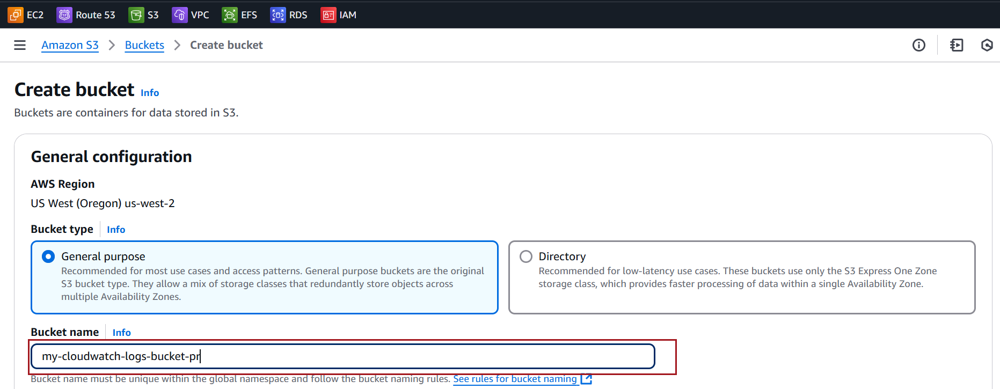 EC2 Route 53 S3 VPC EFS RDS IAM
Amazon S3 Buckets Create bucket
Create bucket Info
Buckets are containers for data stored in S3.
General configuration
AWS Region
US West (Oregon) us-west-2
Bucket type Info
General purpose
Recommended for most use cases and access patterns. General purpose buckets are the original
S3 bucket type. They allow a mix of storage classes that redundantly store objects across
multiple Availability Zones.
Directory
Recommended for low-latency use cases. These buckets use only the S3 Express One Zone
storage class, which provides faster processing of data within a single Availability Zone.
Bucket name Info
my-cloudwatch-logs-bucket-pr
Bucket name must be unique within the global namespace and follow the bucket naming rules. See rules for bucket naming